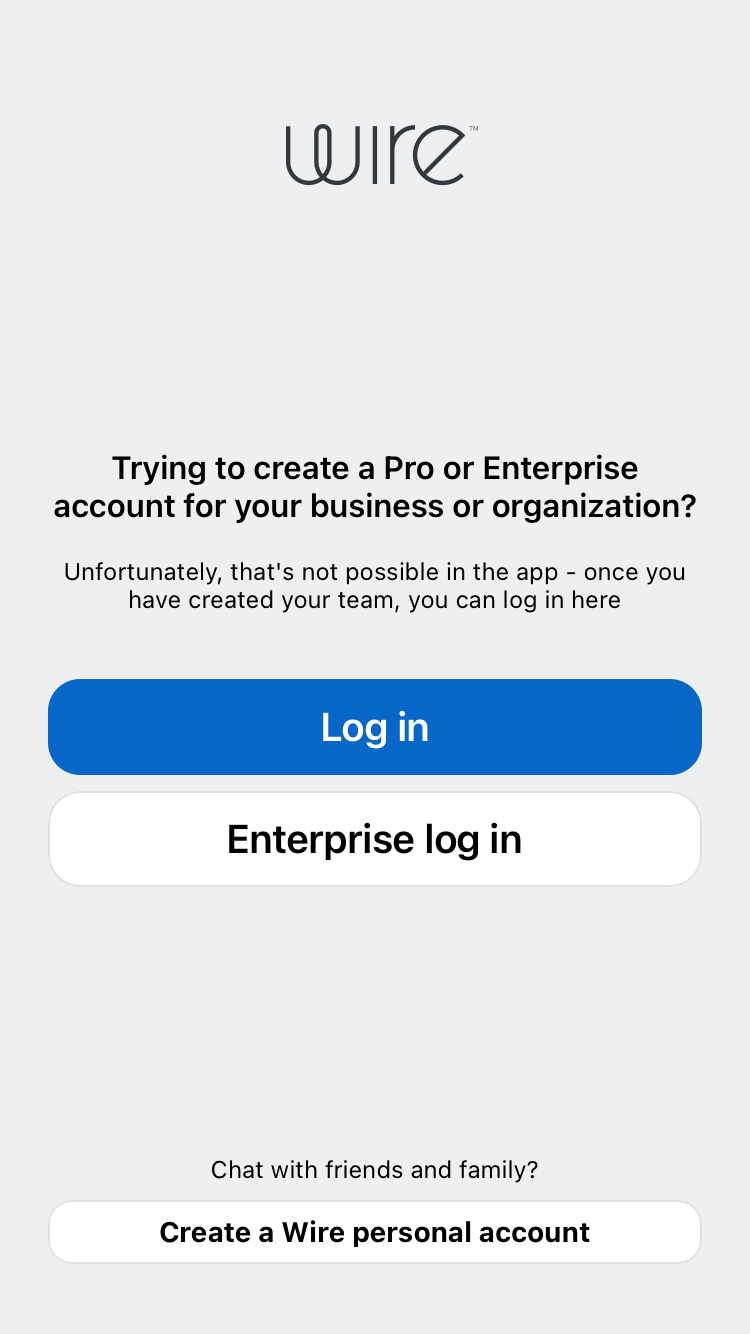 wire™
Trying to create a Pro or Enterprise
account for your business or organization?
Unfortunately, that's not possible in the app - once you
have created your team, you can log in here
Log in
Enterprise log in
Chat with friends and family?
Create a Wire personal account